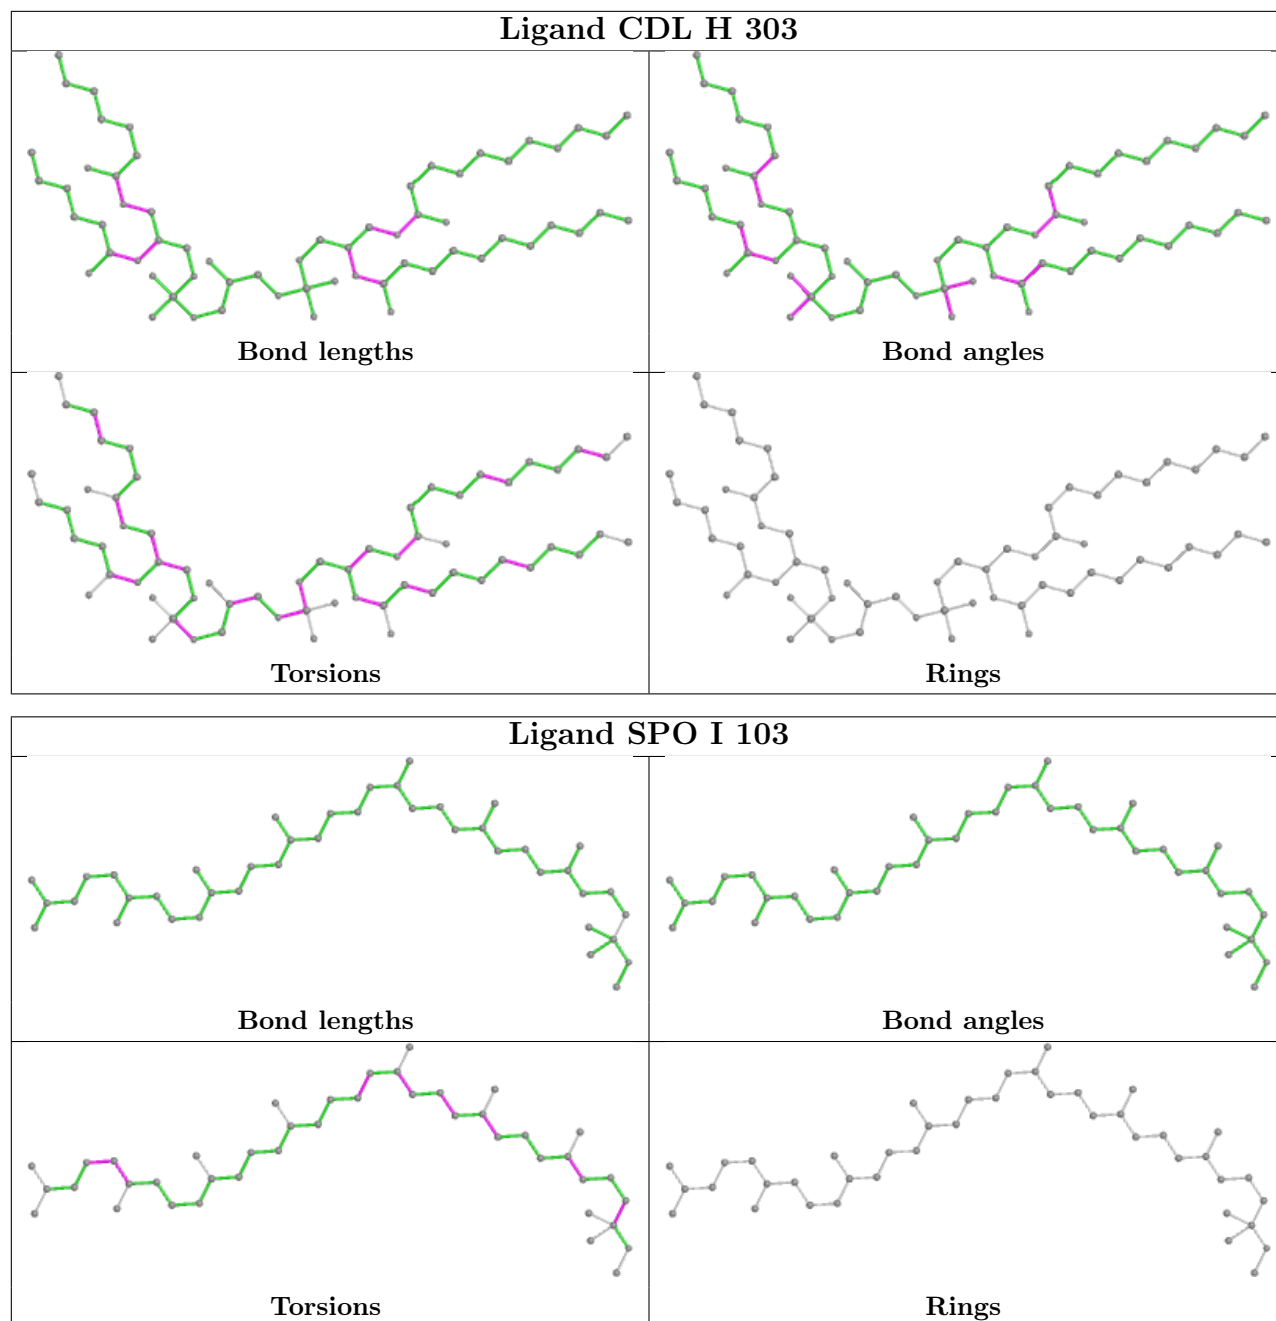 Ligand CDL H 303
Bond lengths
Bond angles
Torsions
Rings
Ligand SPO I 103
Bond lengths
Bond angles
Torsions
Rings